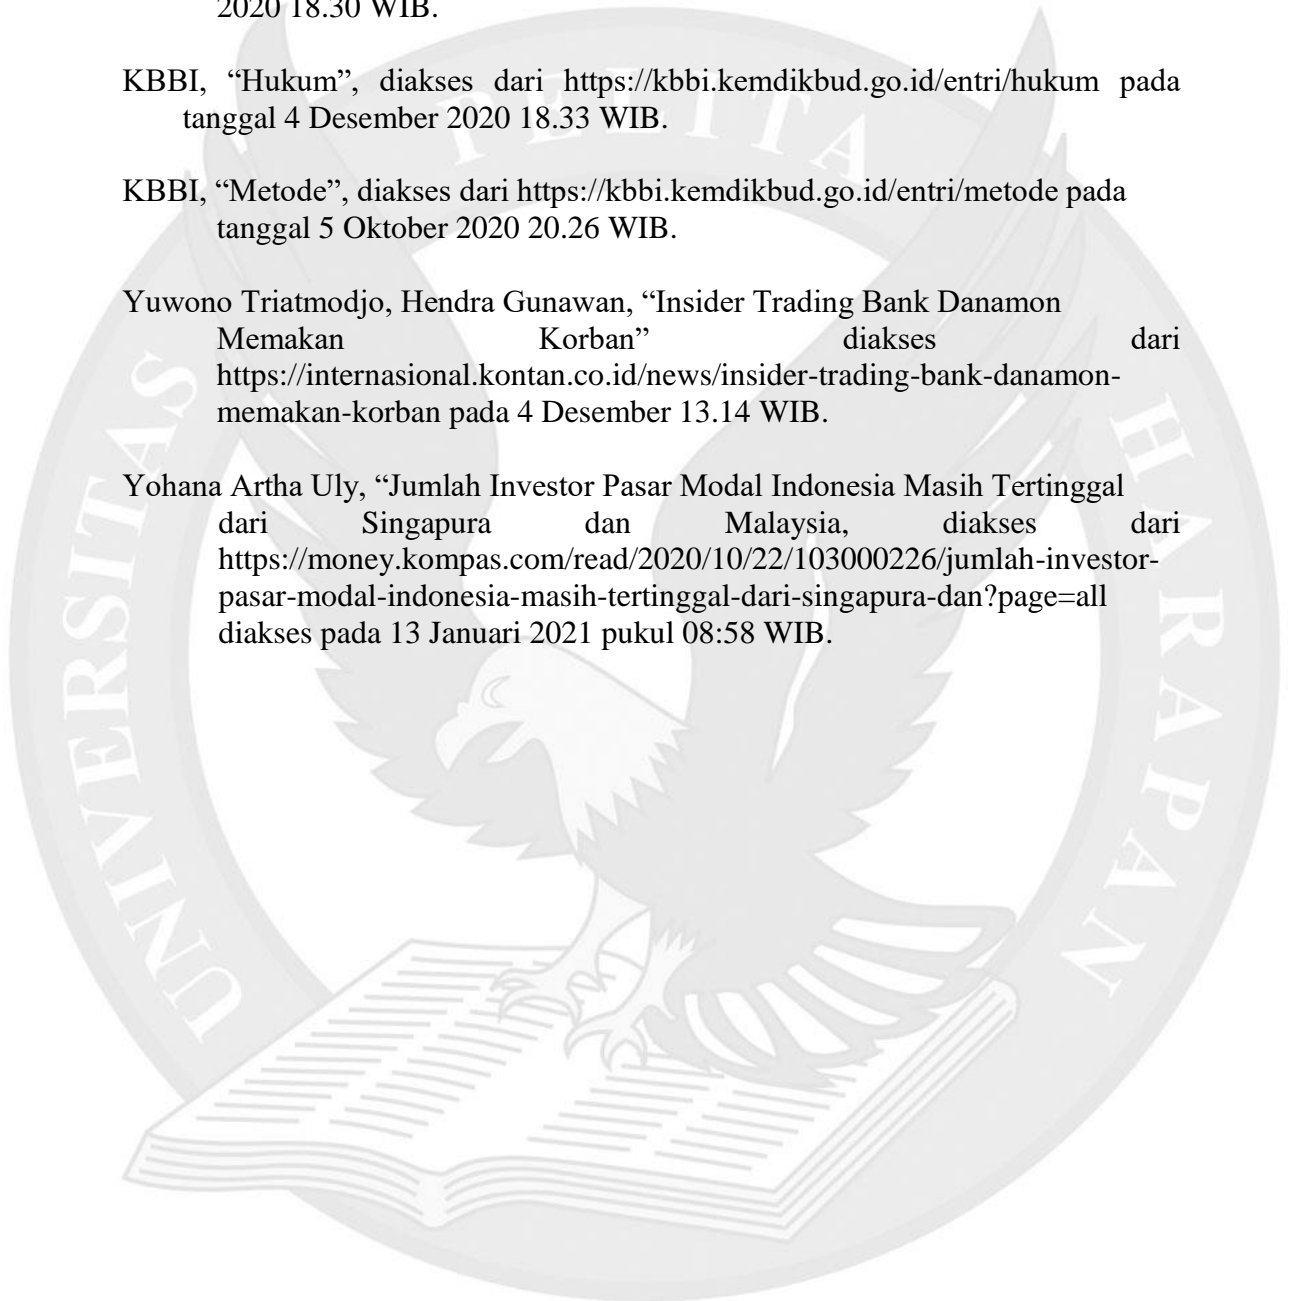 2020 18.30 WIB.
KBBI, “Hukum”, diakses dari https://kbbi.kemdikbud.go.id/entri/hukum pada
tanggal 4 Desember 2020 18.33 WIB.
KBBI, “Metode”, diakses dari https://kbbi.kemdikbud.go.id/entri/metode pada
tanggal 5 Oktober 2020 20.26 WIB.
Yuwono Triatmodjo, Hendra Gunawan, “Insider Trading Bank Danamon
Memakan Korban” diakses dari
https://internasional.kontan.co.id/news/insider-trading-bank-danamon-
memakan-korban pada 4 Desember 13.14 WIB.
Yohana Artha Uly, “Jumlah Investor Pasar Modal Indonesia Masih Tertinggal
dari Singapura dan Malaysia, diakses dari
https://money.kompas.com/read/2020/10/22/103000226/jumlah-investor-
pasar-modal-indonesia-masih-tertinggal-dari-singapura-dan?page=all
diakses pada 13 Januari 2021 pukul 08:58 WIB.
UNIVERSITAS PELITA HARAPAN